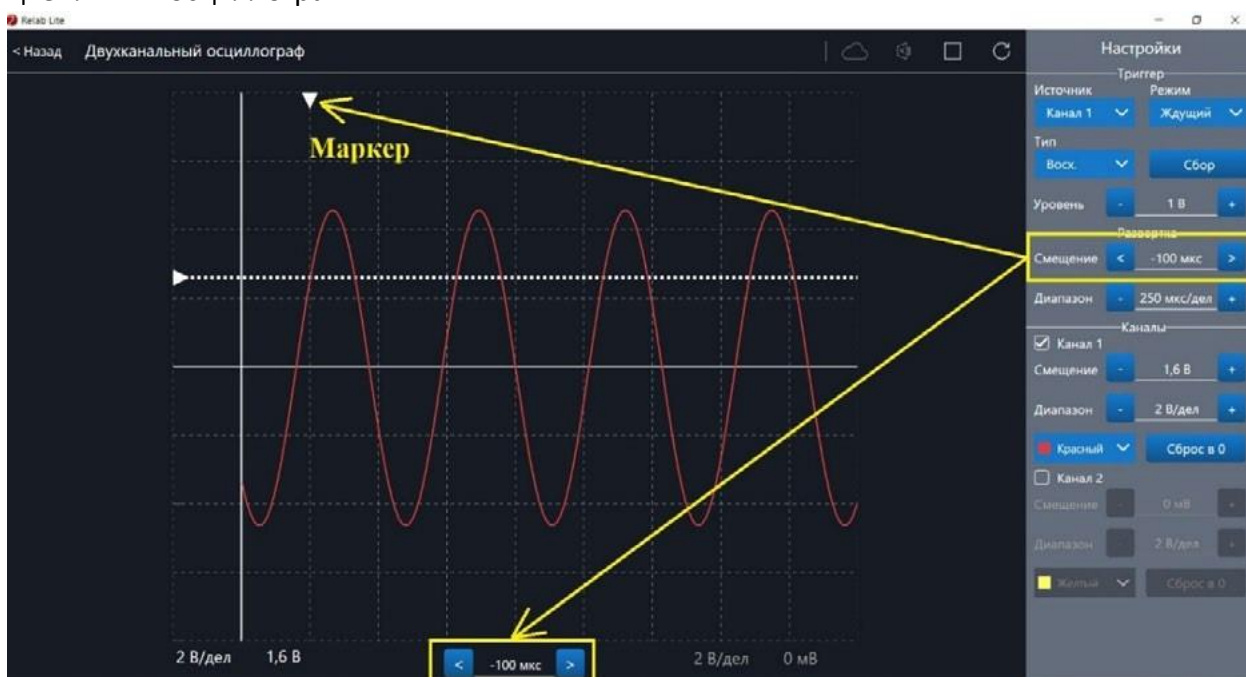 Relab Lite
< Назад Двухканальный осциллограф
Настройки
Триггер
Источник Режим
Канал 1 Ждущий
Тип
Восх. Сбор
Уровень - 1 В +
Развертка
Смещение < -100 мкс >
Диапазон - 250 мкс/дел +
Каналы
Канал 1
Смещение - 1,6 В +
Диапазон - 2 В/дел +
Красный Сброс в 0
Канал 2
Смещение - 0 мВ +
Диапазон - 2 В/дел +
Желтый Сброс в 0
Маркер
2 В/дел 1,6 В < -100 мкс > 2 В/дел 0 мВ